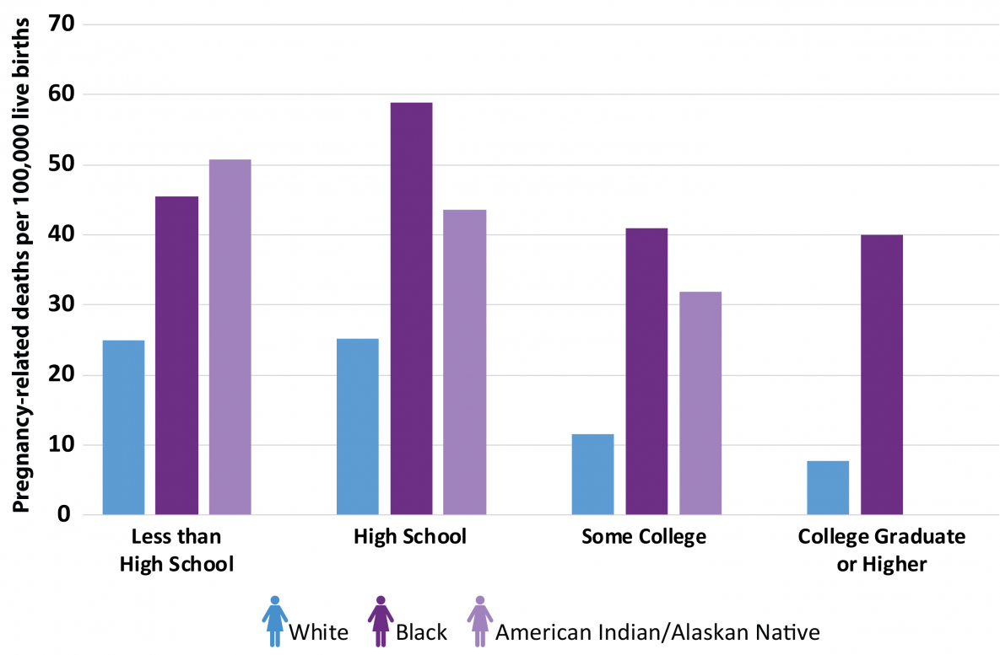 Pregnancy-related deaths per 100,000 live births
70
60
50
40
30
20
10
0
Less than
High School
High School
Some College
College Graduate
or Higher
White
Black
American Indian/Alaskan Native